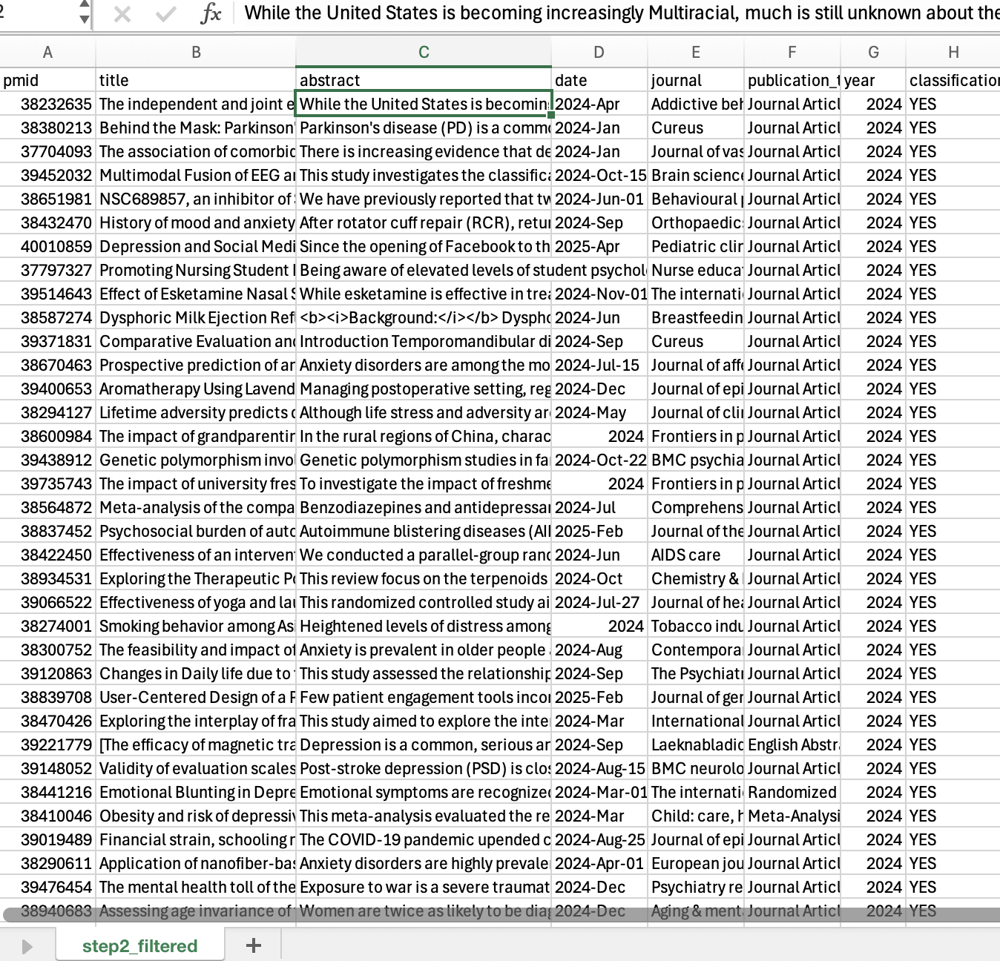 2 fx While the United States is becoming increasingly Multiracial, much is still unknown about the
A B C D E F G H
pmid title abstract date journal publication_t year classification
38232635 The independent and joint e While the United States is becoming 2024-Apr Addictive beh Journal Articl 2024 YES
38380213 Behind the Mask: Parkinson' Parkinson's disease (PD) is a commo 2024-Jan Cureus Journal Articl 2024 YES
37704093 The association of comorbid There is increasing evidence that de 2024-Jan Journal of vas Journal Articl 2024 YES
39452032 Multimodal Fusion of EEG an This study investigates the classifica 2024-Oct-15 Brain science Journal Articl 2024 YES
38651981 NSC689857, an inhibitor of We have previously reported that tw 2024-Jun-01 Behavioural Journal Articl 2024 YES
38432470 History of mood and anxiety After rotator cuff repair (RCR), retur 2024-Sep Orthopaedic Journal Articl 2024 YES
40010859 Depression and Social Medi Since the opening of Facebook to th 2025-Apr Pediatric clin Journal Articl 2024 YES
37797327 Promoting Nursing Student Being aware of elevated levels of student psychol Nurse educa Journal Articl 2024 YES
39514643 Effect of Esketamine Nasal S While esketamine is effective in trea 2024-Nov-01 The internati Journal Articl 2024 YES
38587274 Dysphoric Milk Ejection Ref <b><i>Background:</i></b> Dyspho 2024-Jun Breastfeedin Journal Articl 2024 YES
39371831 Comparative Evaluation and Introduction Temporomandibular di 2024-Sep Cureus Journal Articl 2024 YES
38670463 Prospective prediction of an Anxiety disorders are among the mo 2024-Jul-15 Journal of affe Journal Articl 2024 YES
39400653 Aromatherapy Using Lavend Managing postoperative setting, reg 2024-Dec Journal of epi Journal Articl 2024 YES
38294127 Lifetime adversity predicts Although life stress and adversity ar 2024-May Journal of cli Journal Articl 2024 YES
38600984 The impact of grandparentin In the rural regions of China, charac 2024 Frontiers in p Journal Articl 2024 YES
39438912 Genetic polymorphism invo Genetic polymorphism studies in fa 2024-Oct-22 BMC psychia Journal Articl 2024 YES
39735743 The impact of university fres To investigate the impact of freshme 2024 Frontiers in p Journal Articl 2024 YES
38564872 Meta-analysis of the compa Benzodiazepines and antidepressan 2024-Jul Comprehens Journal Articl 2024 YES
38837452 Psychosocial burden of auto Autoimmune blistering diseases (AI 2025-Feb Journal of the Journal Articl 2024 YES
38422450 Effectiveness of an interven We conducted a parallel-group rand 2024-Jun AIDS care Journal Articl 2024 YES
38934531 Exploring the Therapeutic Po This review focus on the terpenoids 2024-Oct Chemistry & Journal Articl 2024 YES
39066522 Effectiveness of yoga and lau This randomized controlled study ai 2024-Jul-27 Journal of hea Journal Articl 2024 YES
38274001 Smoking behavior among Asi Heightened levels of distress among 2024 Tobacco indu Journal Articl 2024 YES
38300752 The feasibility and impact of Anxiety is prevalent in older people 2024-Aug Contempora Journal Articl 2024 YES
39120863 Changes in Daily life due to This study assessed the relationship 2024-Sep The Psychiatr Journal Articl 2024 YES
38839708 User-Centered Design of a P Few patient engagement tools incor 2025-Feb Journal of ger Journal Articl 2024 YES
38470426 Exploring the interplay of fra This study aimed to explore the inte 2024-Mar International Journal Articl 2024 YES
39221779 [The efficacy of magnetic tra Depression is a common, serious an 2024-Sep Laeknabladid English Abstr 2024 YES
39148052 Validity of evaluation scales Post-stroke depression (PSD) is clos 2024-Aug-15 BMC neurolo Journal Articl 2024 YES
38441216 Emotional Blunting in Depre Emotional symptoms are recognized 2024-Mar-01 The internati Randomized 2024 YES
38410046 Obesity and risk of depressiv This meta-analysis evaluated the re 2024-Mar Child: care, h Meta-Analysi 2024 YES
39019489 Financial strain, schooling The COVID-19 pandemic upended c 2024-Aug-25 Journal of epi Journal Articl 2024 YES
38290611 Application of nanofiber-bas Anxiety disorders are highly prevale 2024-Apr-01 European jou Journal Articl 2024 YES
39476454 The mental health toll of the Exposure to war is a severe traumat 2024-Dec Psychiatry re Journal Articl 2024 YES
38940683 Assessing age invariance of Women are twice as likely to be diag 2024-Dec Aging & ment Journal Articl 2024 YES
step2_filtered +